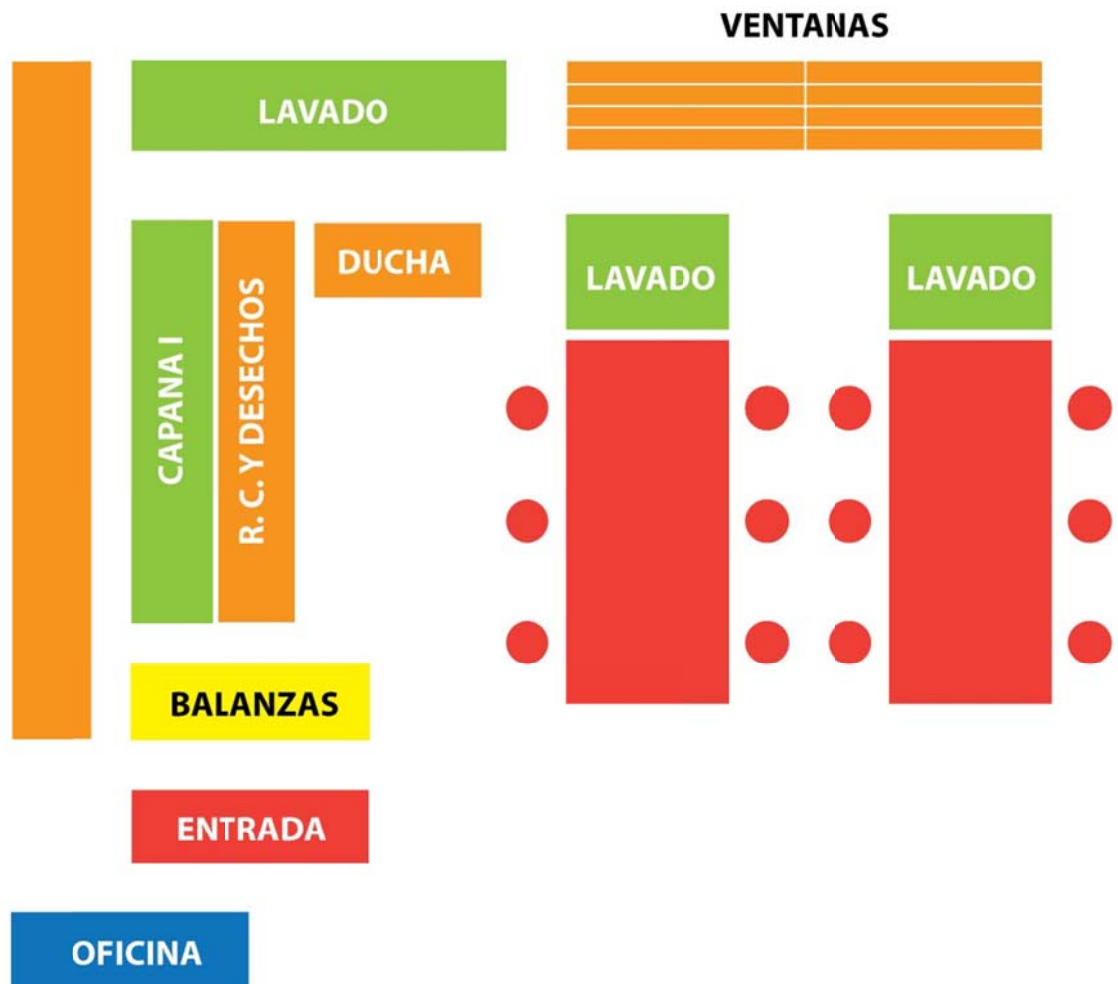 VENTANAS
LAVADO
DUCHA
LAVADO
LAVADO
CAPANA I
R. C. Y DESECHOS
BALANZAS
ENTRADA
OFICINA